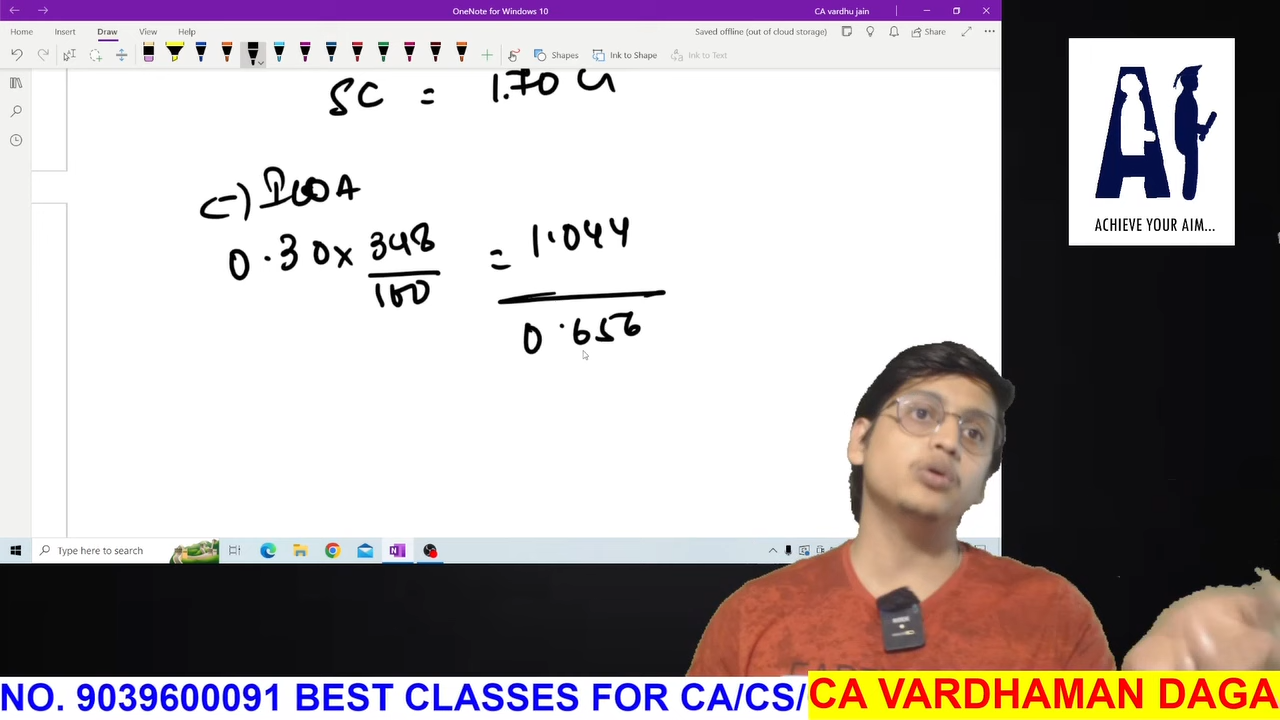 OneNote for Windows 10
CA vardhu jain
Home Insert Draw View Help
Saved offline (out of cloud storage)
Share
Shapes
Ink to Shape
Ink to Text
SC = 1.70 Cr
(-) ICOA
0.30 x 348/100 = 1.044
0.656
ACHIEVE YOUR AIM...
Type here to search
NO. 9039600091 BEST CLASSES FOR CA/CS/
CA VARDHAMAN DAGA